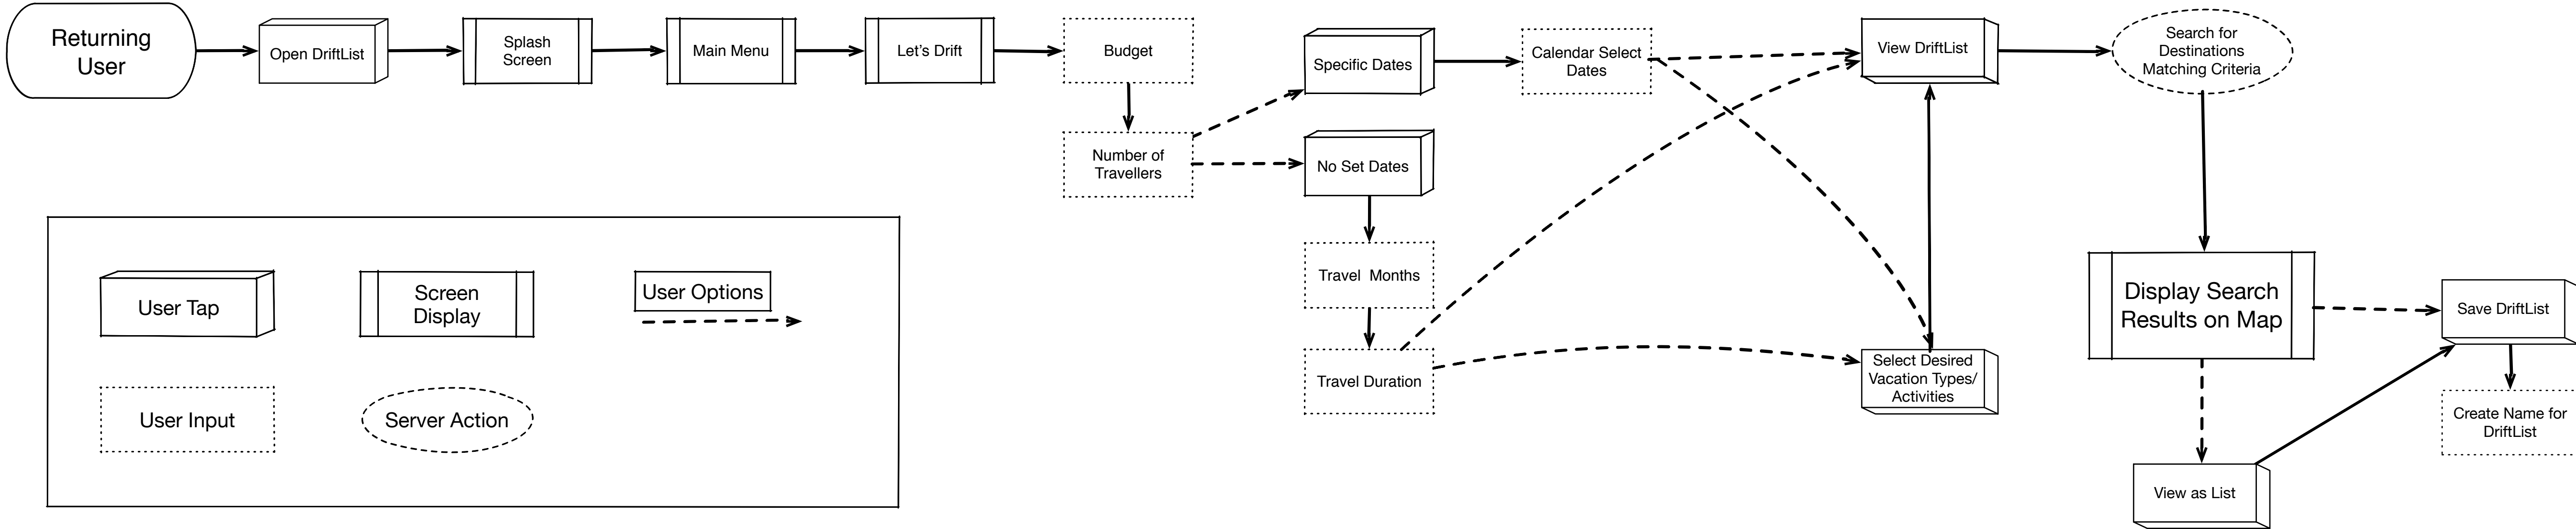 Returning
User
Open DriftList
Splash
Screen
Main Menu
Let's Drift
Budget
Number of
Travellers
Specific Dates
No Set Dates
Travel  Months
Travel Duration
Calendar Select
Dates
View DriftList
Select Desired
Vacation Types/
Activities
Search for
Destinations
Matching Criteria
Display Search
Results on Map
View as List
Save DriftList
Create Name for
DriftList
User Tap
Screen
Display
User Options
User Input
Server Action